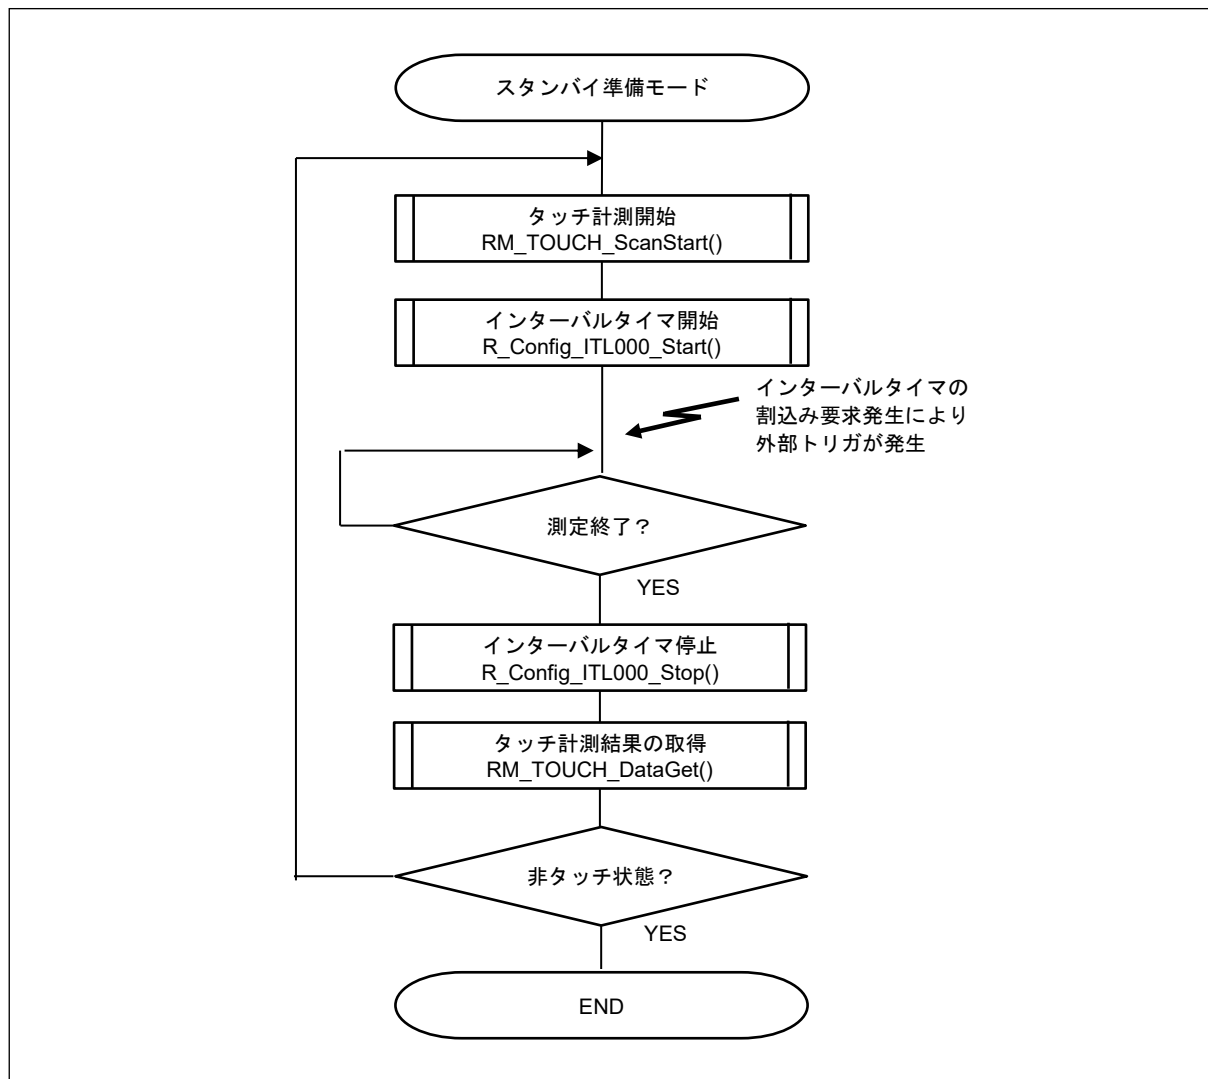 スタンバイ準備モード
タッチ計測開始
RM_TOUCH_ScanStart()
インターバルタイマ開始
R_Config_ITL000_Start()
インターバルタイマの
割込み要求発生により
外部トリガが発生
測定終了？
YES
インターバルタイマ停止
R_Config_ITL000_Stop()
タッチ計測結果の取得
RM_TOUCH_DataGet()
非タッチ状態？
YES
END